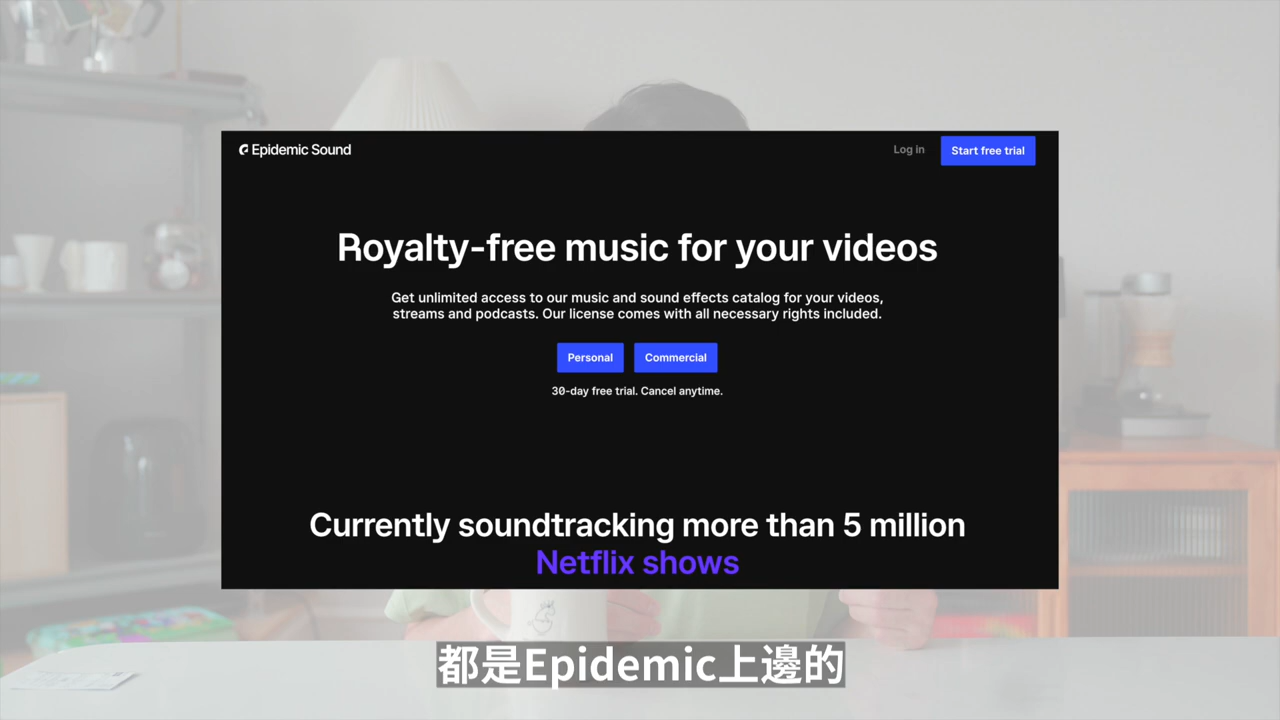 Epidemic Sound
Log in
Start free trial
Royalty-free music for your videos
Get unlimited access to our music and sound effects catalog for your videos,
streams and podcasts. Our license comes with all necessary rights included.
Personal
Commercial
30-day free trial. Cancel anytime.
Currently soundtracking more than 5 million
Netflix shows
都是Epidemic上邊的